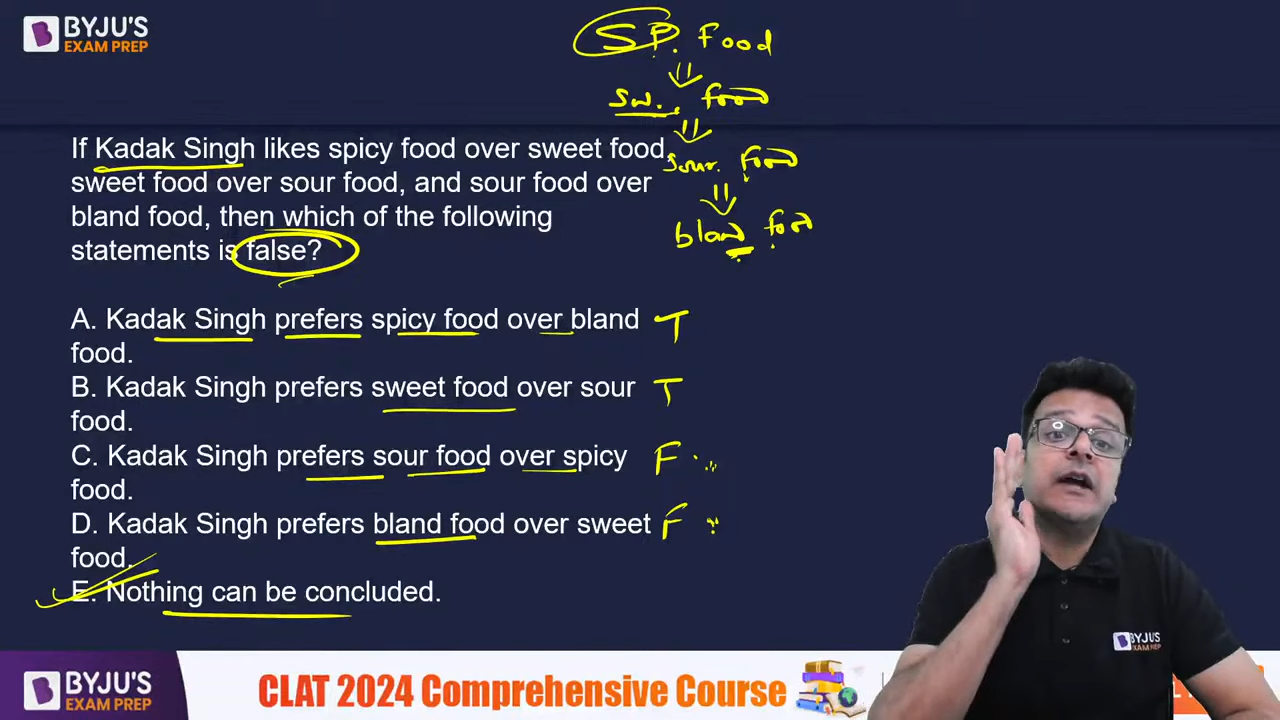 BYJU'S
EXAM PREP
SP. Food
sw. food
sour. food
bland food
If Kadak Singh likes spicy food over sweet food,
sweet food over sour food, and sour food over
bland food, then which of the following
statements is false?
A. Kadak Singh prefers spicy food over bland T
food.
B. Kadak Singh prefers sweet food over sour T
food.
C. Kadak Singh prefers sour food over spicy F
food.
D. Kadak Singh prefers bland food over sweet F
food.
E. Nothing can be concluded.
BYJU'S
EXAM PREP
BYJU'S
EXAM PREP
CLAT 2024 Comprehensive Course